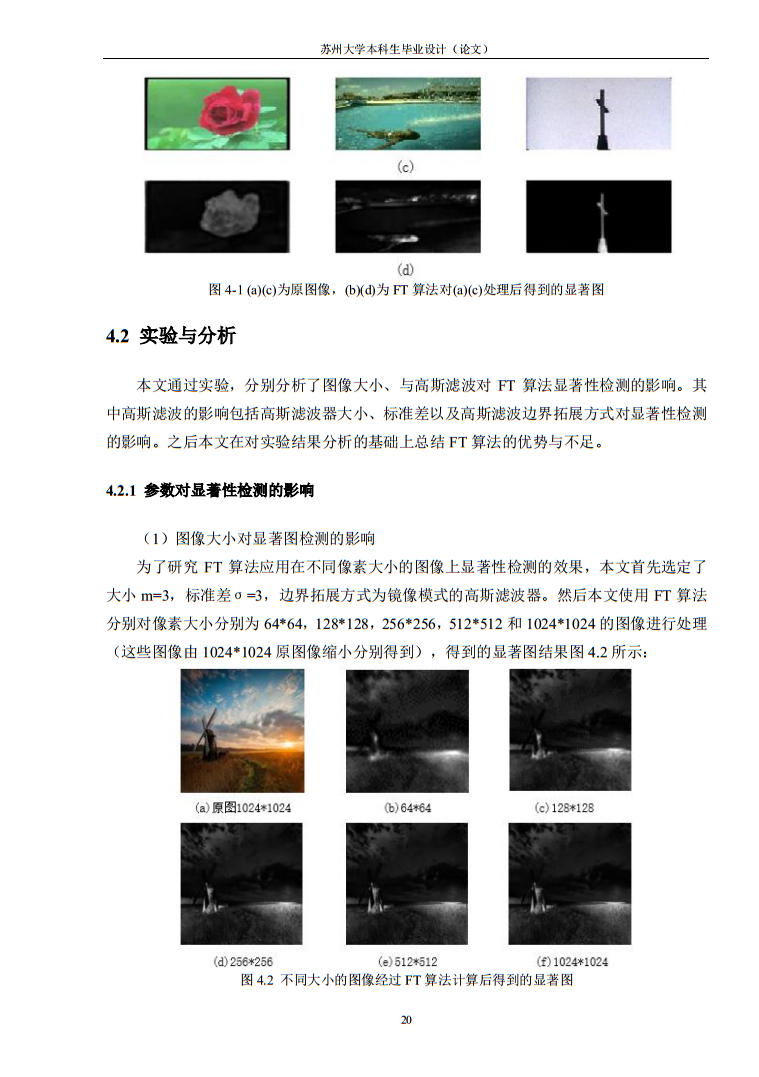 苏州大学本科生毕业设计（论文）
(c)
(d)
图 4-1 (a)(c)为原图像，(b)(d)为 FT 算法对(a)(c)处理后得到的显著图
4.2 实验与分析
本文通过实验，分别分析了图像大小、与高斯滤波对 FT 算法显著性检测的影响。其
中高斯滤波的影响包括高斯滤波器大小、标准差以及高斯滤波边界拓展方式对显著性检测
的影响。之后本文在对实验结果分析的基础上总结 FT 算法的优势与不足。
4.2.1 参数对显著性检测的影响
（1）图像大小对显著图检测的影响
为了研究 FT 算法应用在不同像素大小的图像上显著性检测的效果，本文首先选定了
大小 m=3，标准差σ=3，边界拓展方式为镜像模式的高斯滤波器。然后本文使用 FT 算法
分别对像素大小分别为 64*64，128*128，256*256，512*512 和 1024*1024 的图像进行处理
（这些图像由 1024*1024 原图像缩小分别得到），得到的显著图结果图 4.2 所示：
(a)原图1024*1024 (b)64*64 (c)128*128
(d)256*256 (e)512*512 (f)1024*1024
图 4.2 不同大小的图像经过 FT 算法计算后得到的显著图
20